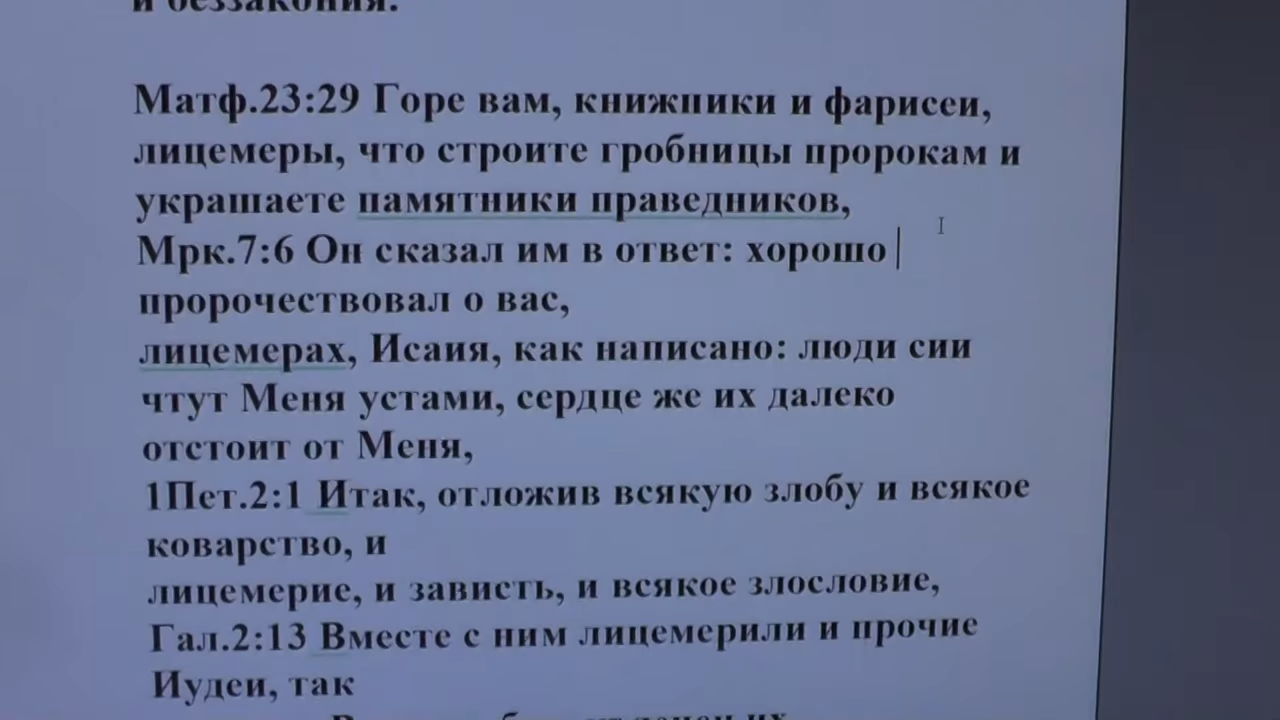 и беззакония.
Матф.23:29 Горе вам, книжники и фарисеи,
лицемеры, что строите гробницы пророкам и
украшаете памятники праведников,
Мрк.7:6 Он сказал им в ответ: хорошо
пророчествовал о вас,
лицемерах, Исаия, как написано: люди сии
чтут Меня устами, сердце же их далеко
отстоит от Меня,
1Пет.2:1 Итак, отложив всякую злобу и всякое
коварство, и
лицемерие, и зависть, и всякое злословие,
Гал.2:13 Вместе с ним лицемерили и прочие
Иудеи, так